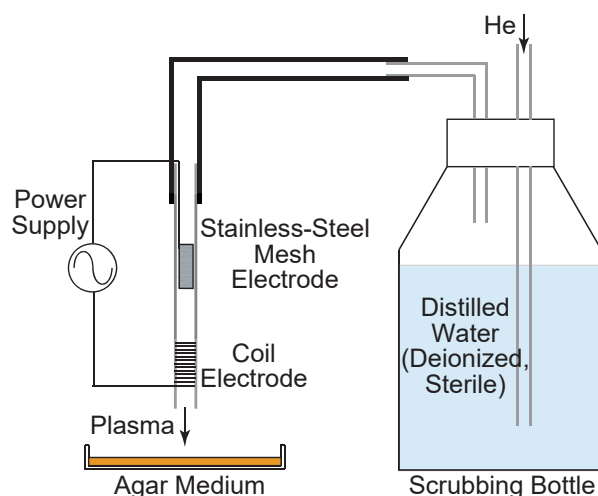 He
Power
Supply
Stainless-Steel
Mesh
Electrode
Distilled
Water
(Deionized,
Sterile)
Coil
Electrode
Plasma
Agar Medium
Scrubbing Bottle